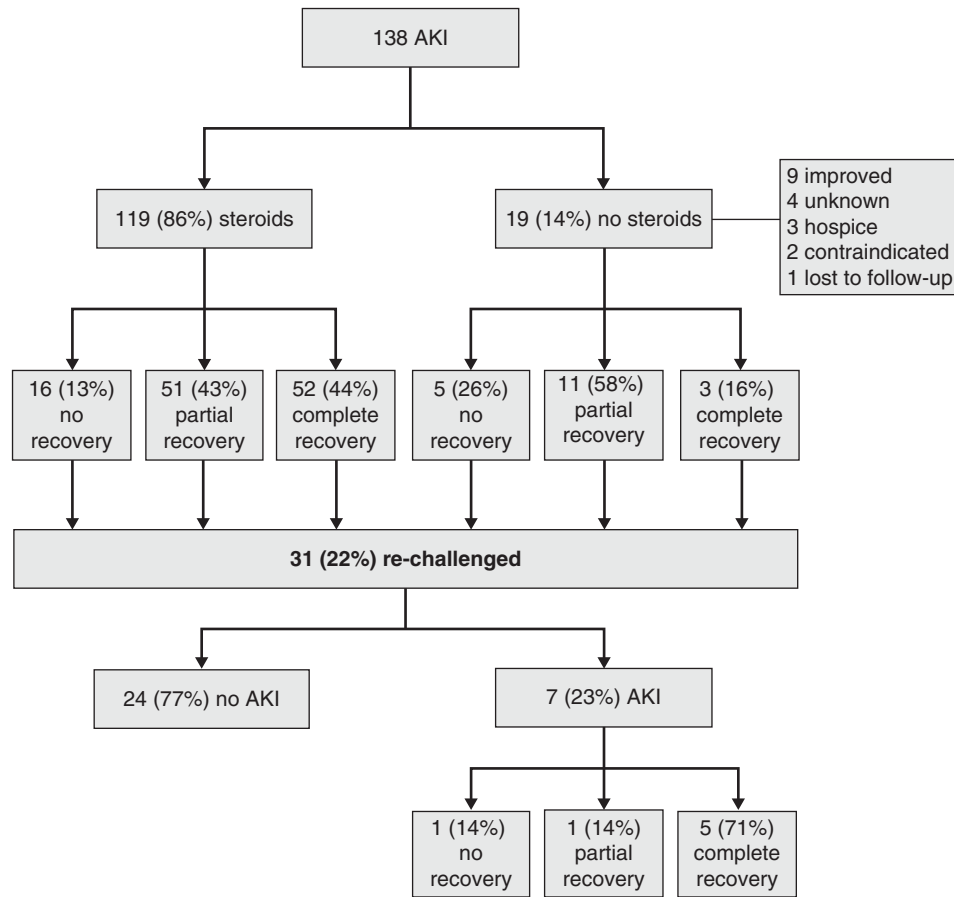 138 AKI
119 (86%) steroids
19 (14%) no steroids
9 improved
4 unknown
3 hospice
2 contraindicated
1 lost to follow-up
16 (13%)
no
recovery
51 (43%)
partial
recovery
52 (44%)
complete
recovery
5 (26%)
no
recovery
11 (58%)
partial
recovery
3 (16%)
complete
recovery
31 (22%) re-challenged
24 (77%) no AKI
7 (23%) AKI
1 (14%)
no
recovery
1 (14%)
partial
recovery
5 (71%)
complete
recovery